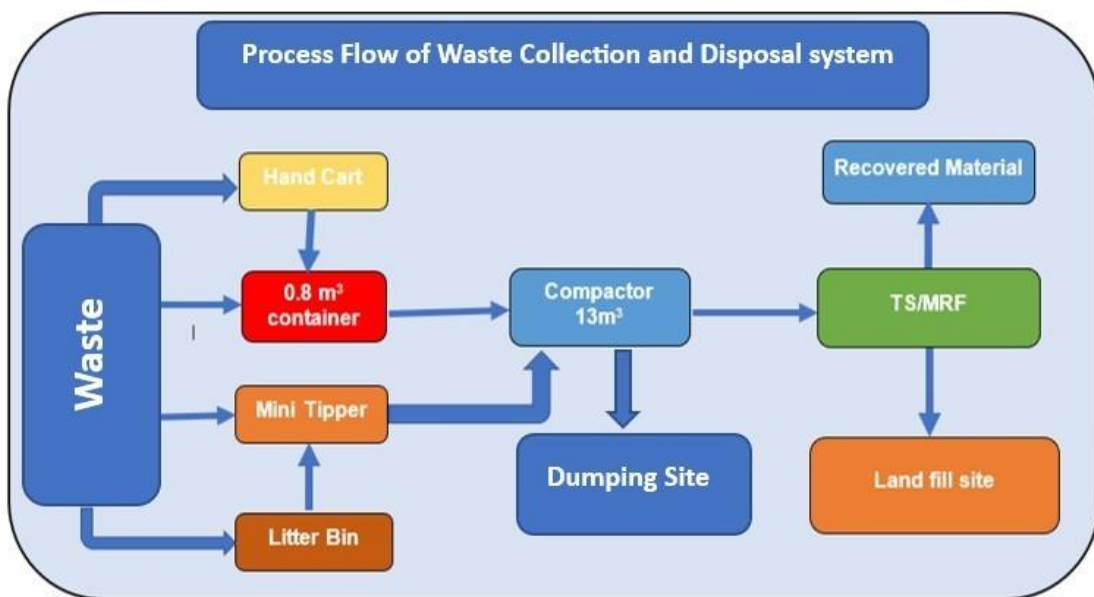 Process Flow of Waste Collection and Disposal system
Waste
Hand Cart
0.8 m³
container
Mini Tipper
Litter Bin
Compactor
13m³
Dumping Site
Recovered Material
TS/MRF
Land fill site